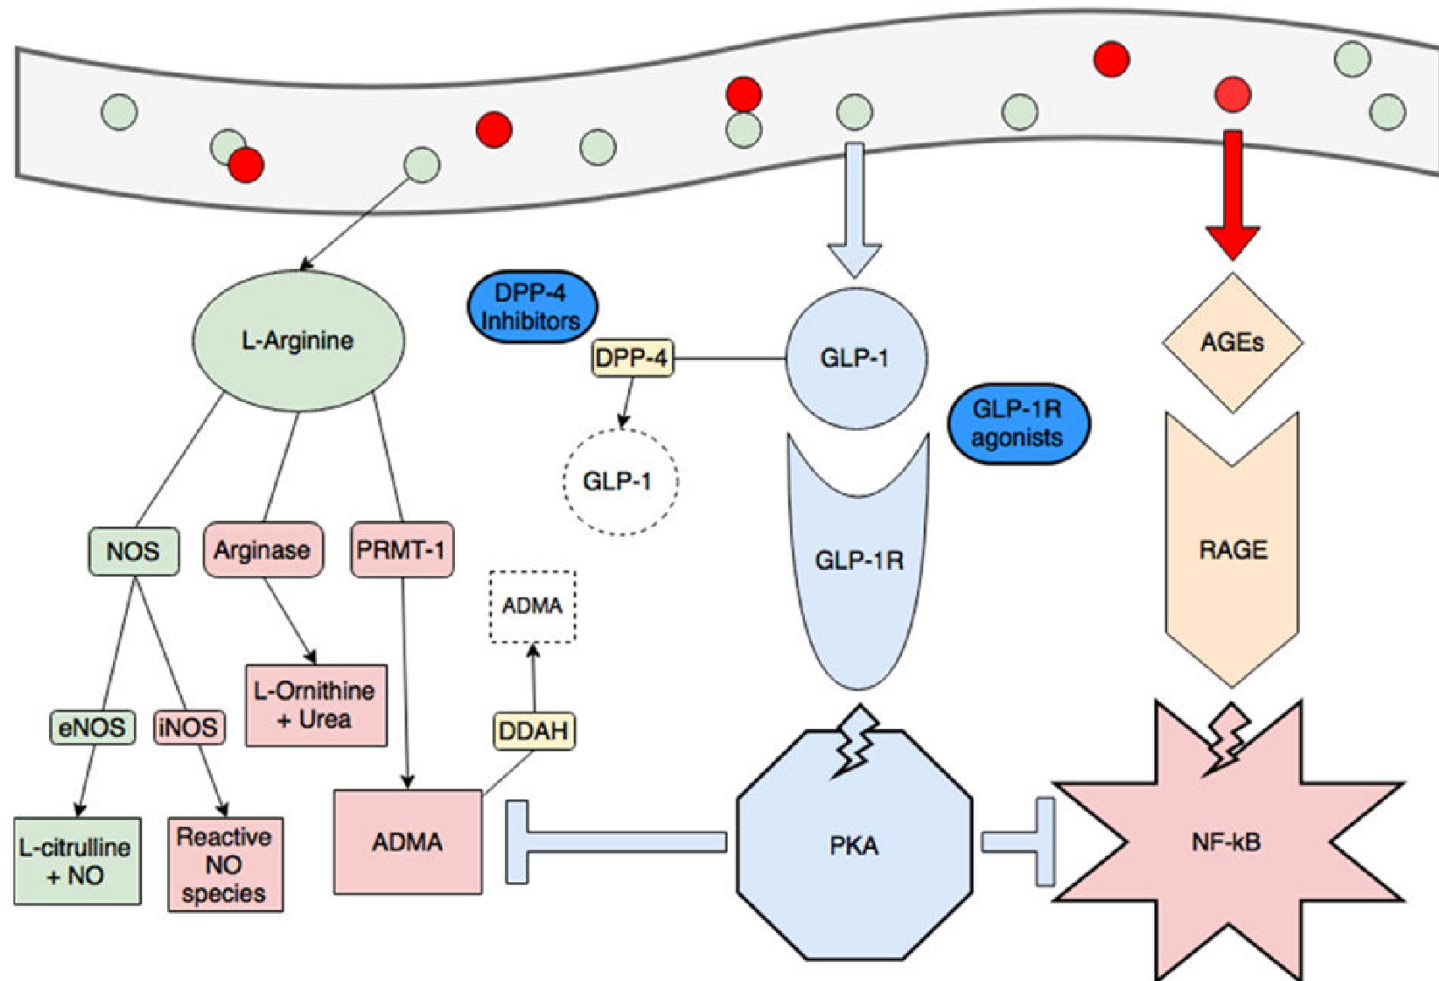 L-Arginine
DPP-4
Inhibitors
DPP-4
GLP-1
GLP-1
GLP-1R
agonists
AGEs
NOS
Arginase
PRMT-1
ADMA
GLP-1R
RAGE
eNOS
iNOS
L-Ornithine
+ Urea
DDAH
L-citrulline
+ NO
Reactive
NO
species
ADMA
PKA
NF-kB